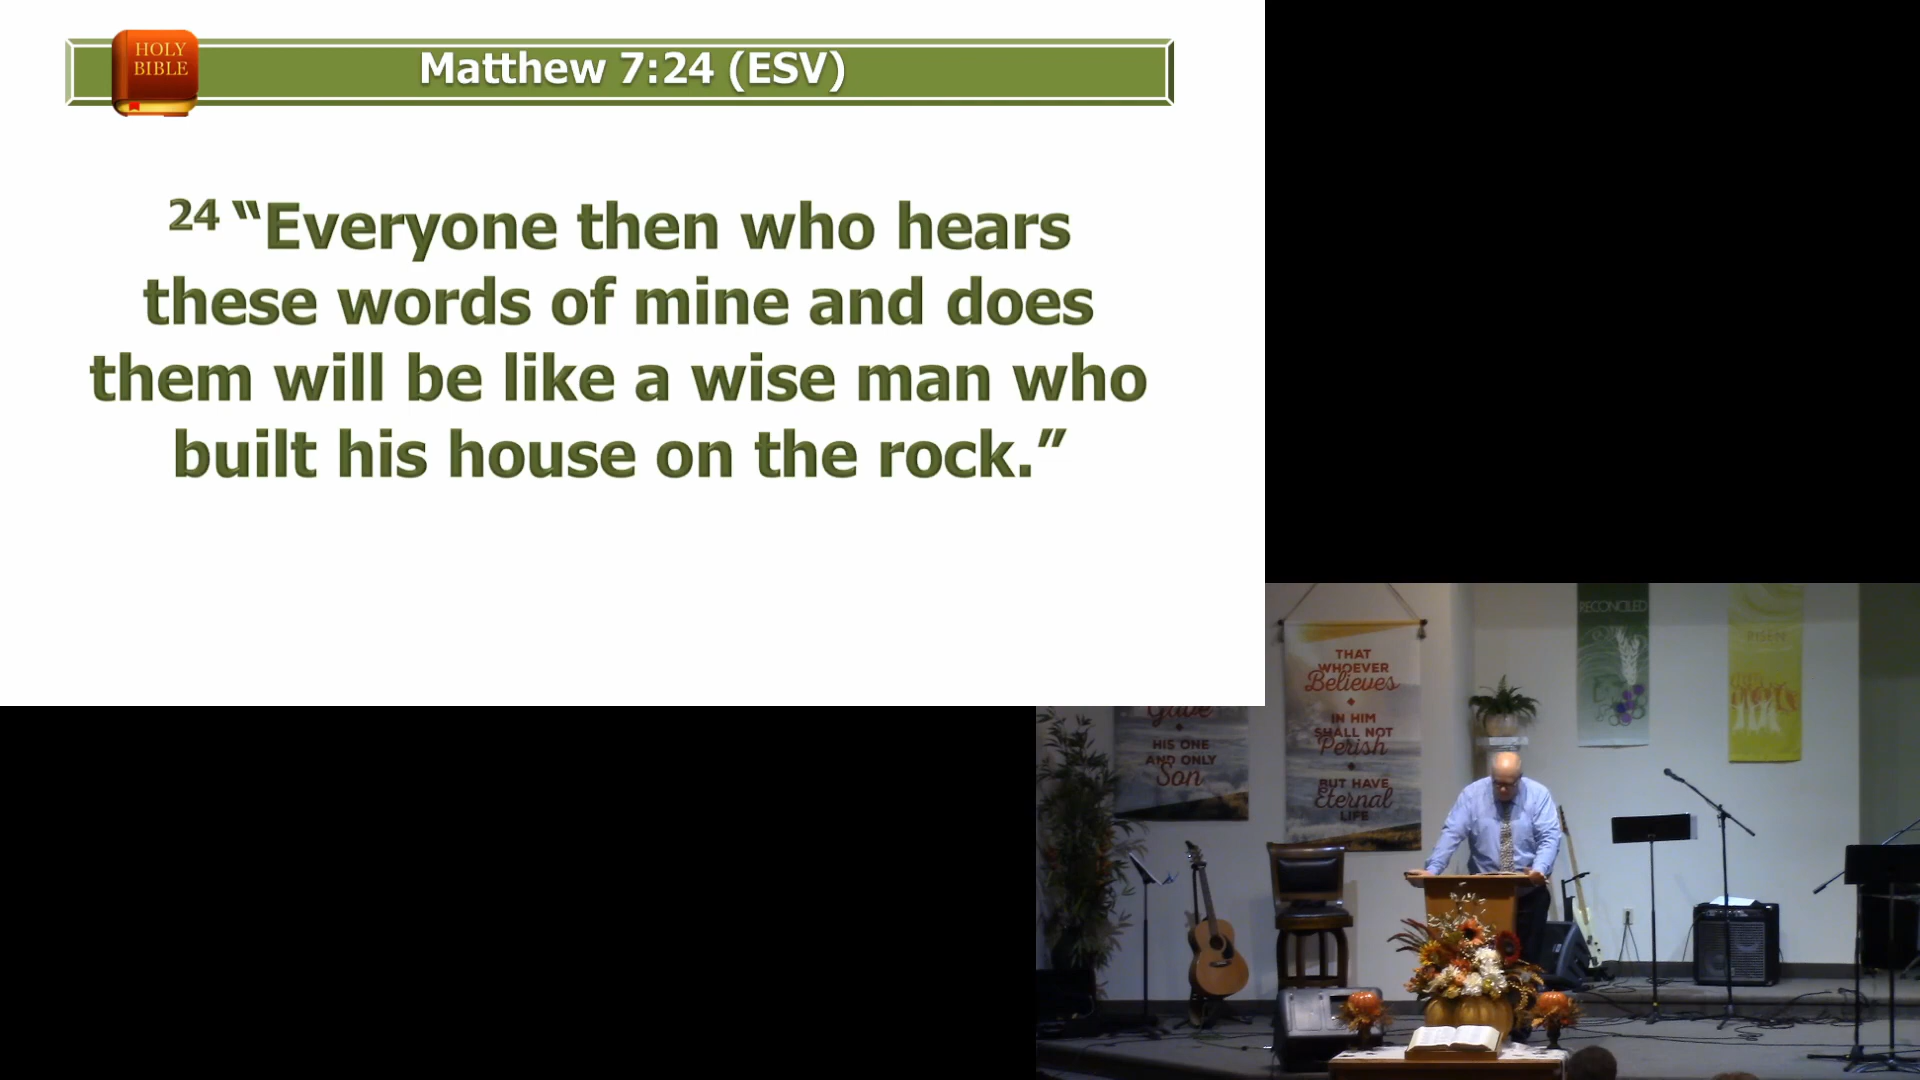 HOLY
BIBLE
Matthew 7:24 (ESV)
24 “Everyone then who hears
these words of mine and does
them will be like a wise man who
built his house on the rock.”
Gave
HIS ONE
AND ONLY
Son
THAT
WHOEVER
Believes
IN HIM
SHALL NOT
Perish
BUT HAVE
Eternal
LIFE
RECONCILED
RISEN